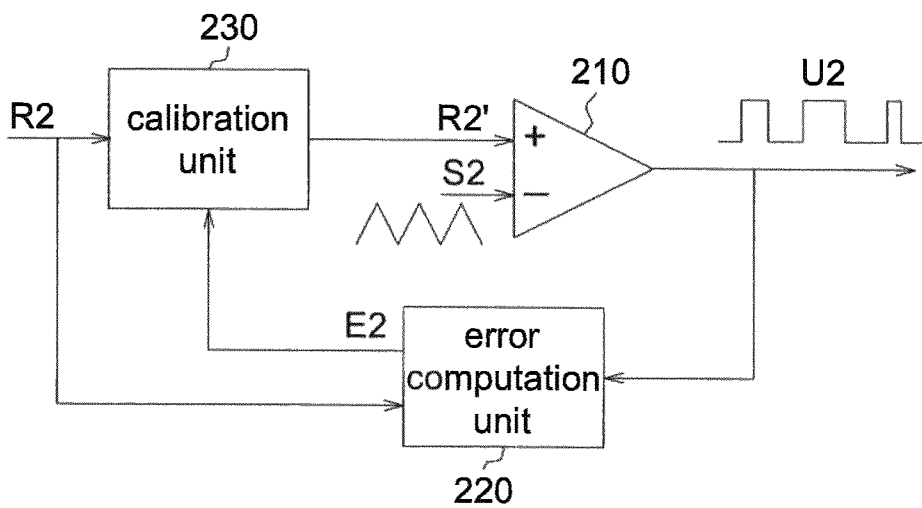 230
R2
calibration
unit
R2'
+
S2
−
210
U2
E2
error
computation
unit
220